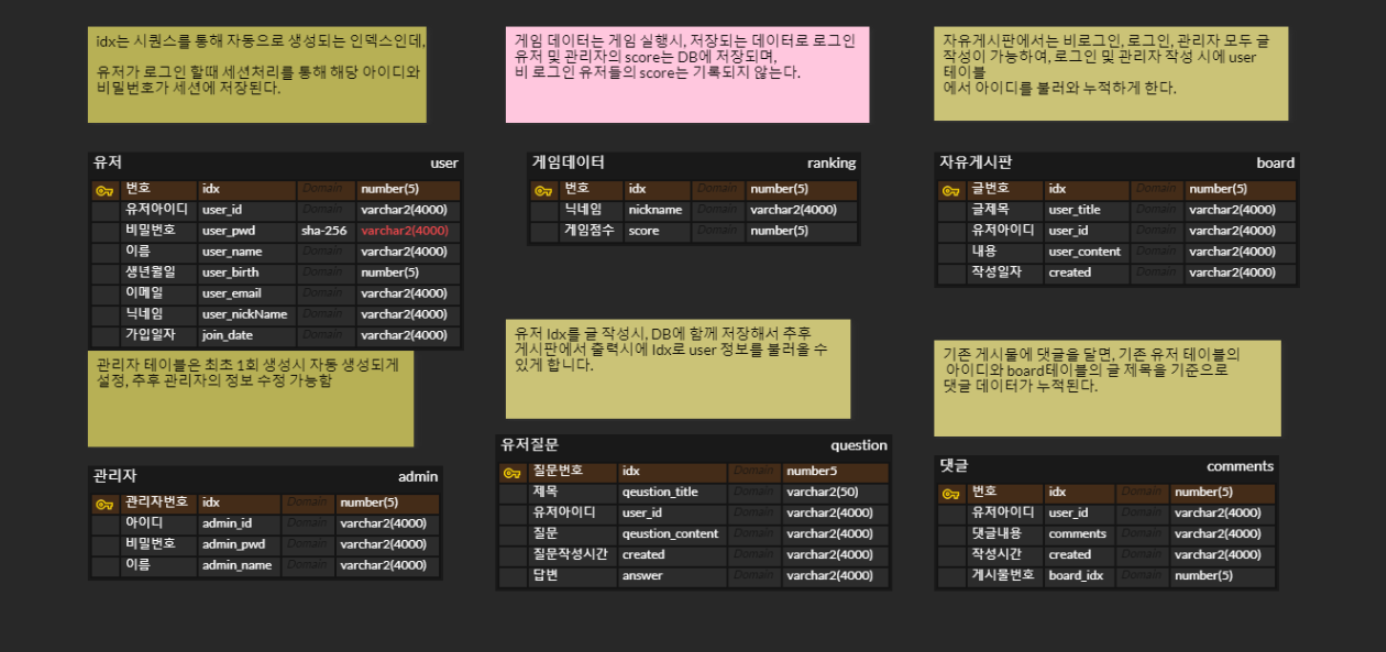 idx는 시퀀스를 통해 자동으로 생성되는 인덱스인데,
유저가 로그인 할때 세션처리를 통해 해당 아이디와
비밀번호가 세션에 저장된다.
게임 데이터는 게임 실행시, 저장되는 데이터로 로그인
유저 및 관리자의 score는 DB에 저장되며,
비 로그인 유저들의 score는 기록되지 않는다.
자유게시판에서는 비로그인, 로그인, 관리자 모두 글
작성이 가능하여, 로그인 및 관리자 작성 시에 user
테이블
에서 아이디를 불러와 누적하게 한다.
유저 user
번호 idx Domain number(5)
유저아이디 user_id Domain varchar2(4000)
비밀번호 user_pwd sha-256 varchar2(4000)
이름 user_name Domain varchar2(4000)
생년월일 user_birth Domain number(5)
이메일 user_email Domain varchar2(4000)
닉네임 user_nickName Domain varchar2(4000)
가입일자 join_date Domain varchar2(4000)
게임데이터 ranking
번호 idx Domain number(5)
닉네임 nickname Domain varchar2(4000)
게임점수 score Domain number(5)
자유게시판 board
글번호 idx Domain number(5)
글제목 user_title Domain varchar2(4000)
유저아이디 user_id Domain varchar2(4000)
내용 user_content Domain varchar2(4000)
작성일자 created Domain varchar2(4000)
관리자 테이블은 최초 1회 생성시 자동 생성되게
설정, 추후 관리자의 정보 수정 가능함
유저 Idx를 글 작성시, DB에 함께 저장해서 추후
게시판에서 출력시에 Idx로 user 정보를 불러올 수
있게 합니다.
기존 게시물에 댓글을 달면, 기존 유저 테이블의
아이디와 board테이블의 글 제목을 기준으로
댓글 데이터가 누적된다.
관리자 admin
관리자번호 idx Domain number(5)
아이디 admin_id Domain varchar2(4000)
비밀번호 admin_pwd Domain varchar2(4000)
이름 admin_name Domain varchar2(4000)
유저질문 question
질문번호 idx Domain number5
제목 qeustion_title Domain varchar2(50)
유저아이디 user_id Domain varchar2(4000)
질문 qeustion_content Domain varchar2(4000)
질문작성시간 created Domain varchar2(4000)
답변 answer Domain varchar2(4000)
댓글 comments
번호 idx Domain number(5)
유저아이디 user_id Domain varchar2(4000)
댓글내용 comments Domain varchar2(4000)
작성시간 created Domain varchar2(4000)
게시물번호 board_idx Domain number(5)